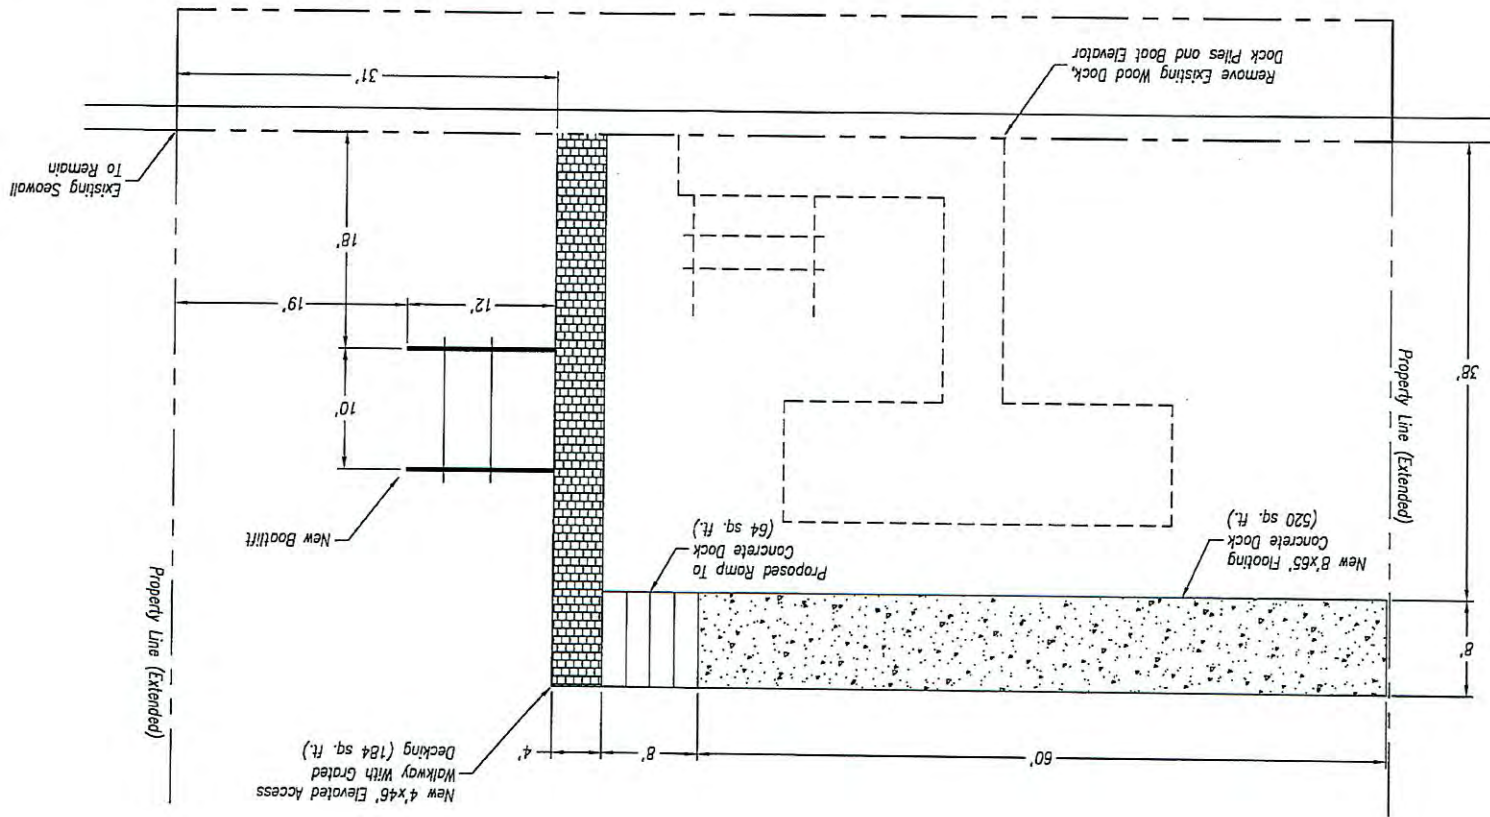 New 4'x46' Elevated Access
Walkway With Grated
Decking (184 sq. ft.)
60'
8'
4'
8'
Property Line (Extended)
New 8'x65' Floating
Concrete Dock
(520 sq. ft.)
Proposed Ramp To
Concrete Dock
(64 sq. ft.)
New Boatlift
Property Line (Extended)
38'
10'
12'
19'
18'
Existing Seawall
To Remain
31'
Remove Existing Wood Dock,
Dock Piles and Boat Elevator